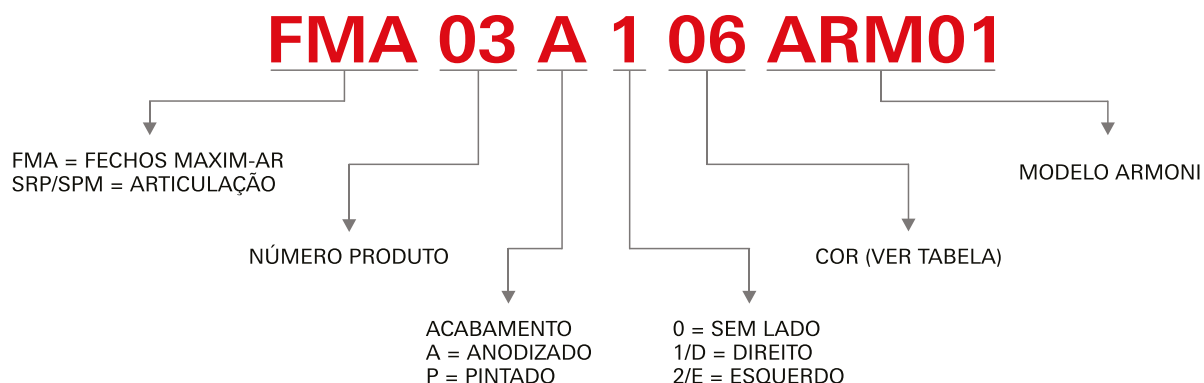 FMA 03 A 1 06 ARM01
FMA = FECHOS MAXIM-AR
SRP/SPM = ARTICULAÇÃO
MODELO ARMONI
NÚMERO PRODUTO
COR (VER TABELA)
ACABAMENTO
A = ANODIZADO
P = PINTADO
0 = SEM LADO
1/D = DIREITO
2/E = ESQUERDO